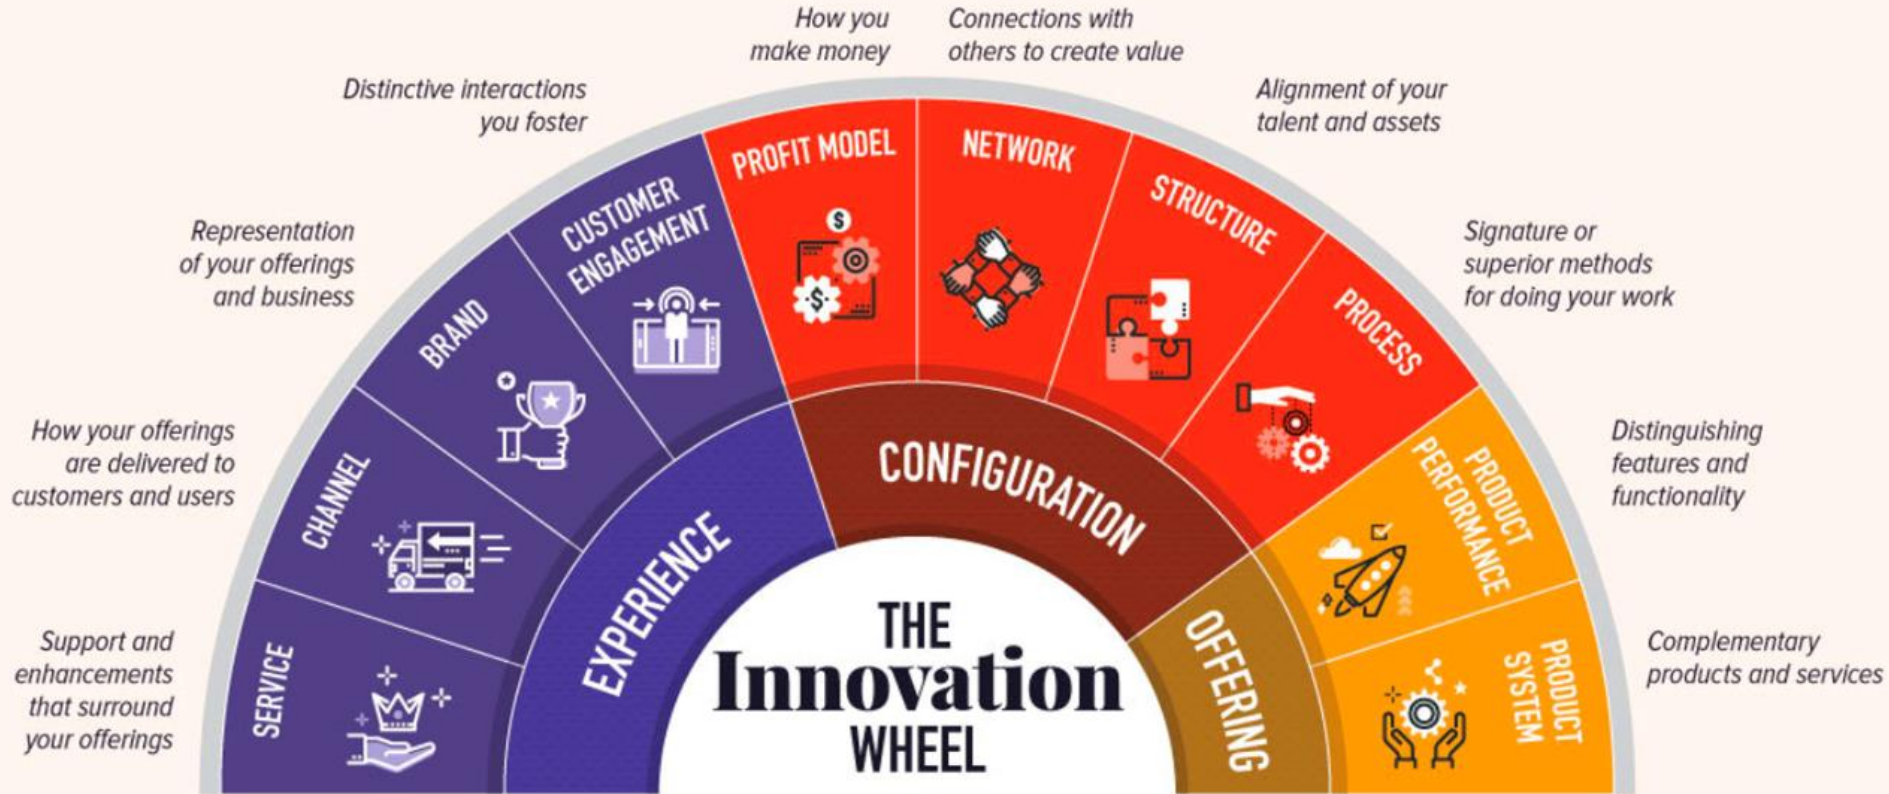 How you
make money
Connections with
others to create value
Distinctive interactions
you foster
Alignment of your
talent and assets
Representation
of your offerings
and business
Signature or
superior methods
for doing your work
How your offerings
are delivered to
customers and users
Distinguishing
features and
functionality
Support and
enhancements
that surround
your offerings
Complementary
products and services
SERVICE
CHANNEL
BRAND
CUSTOMER
ENGAGEMENT
PROFIT MODEL
$
$
NETWORK
STRUCTURE
PROCESS
PRODUCT
PERFORMANCE
PRODUCT
SYSTEM
EXPERIENCE
CONFIGURATION
OFFERING
THE
Innovation
WHEEL